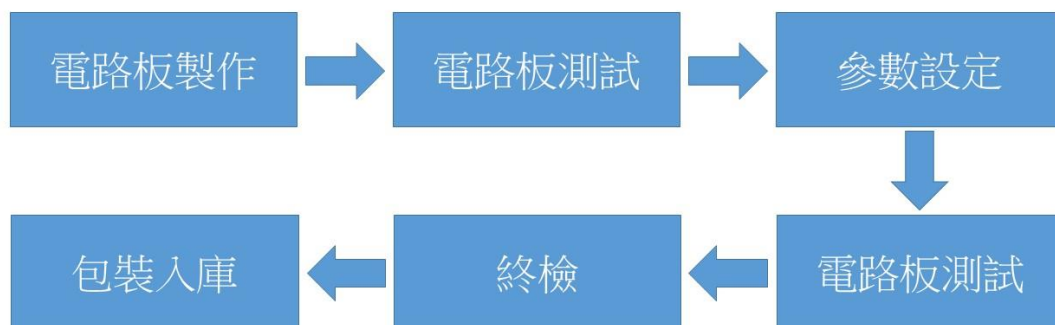 電路板製作
電路板測試
參數設定
電路板測試
終檢
包裝入庫